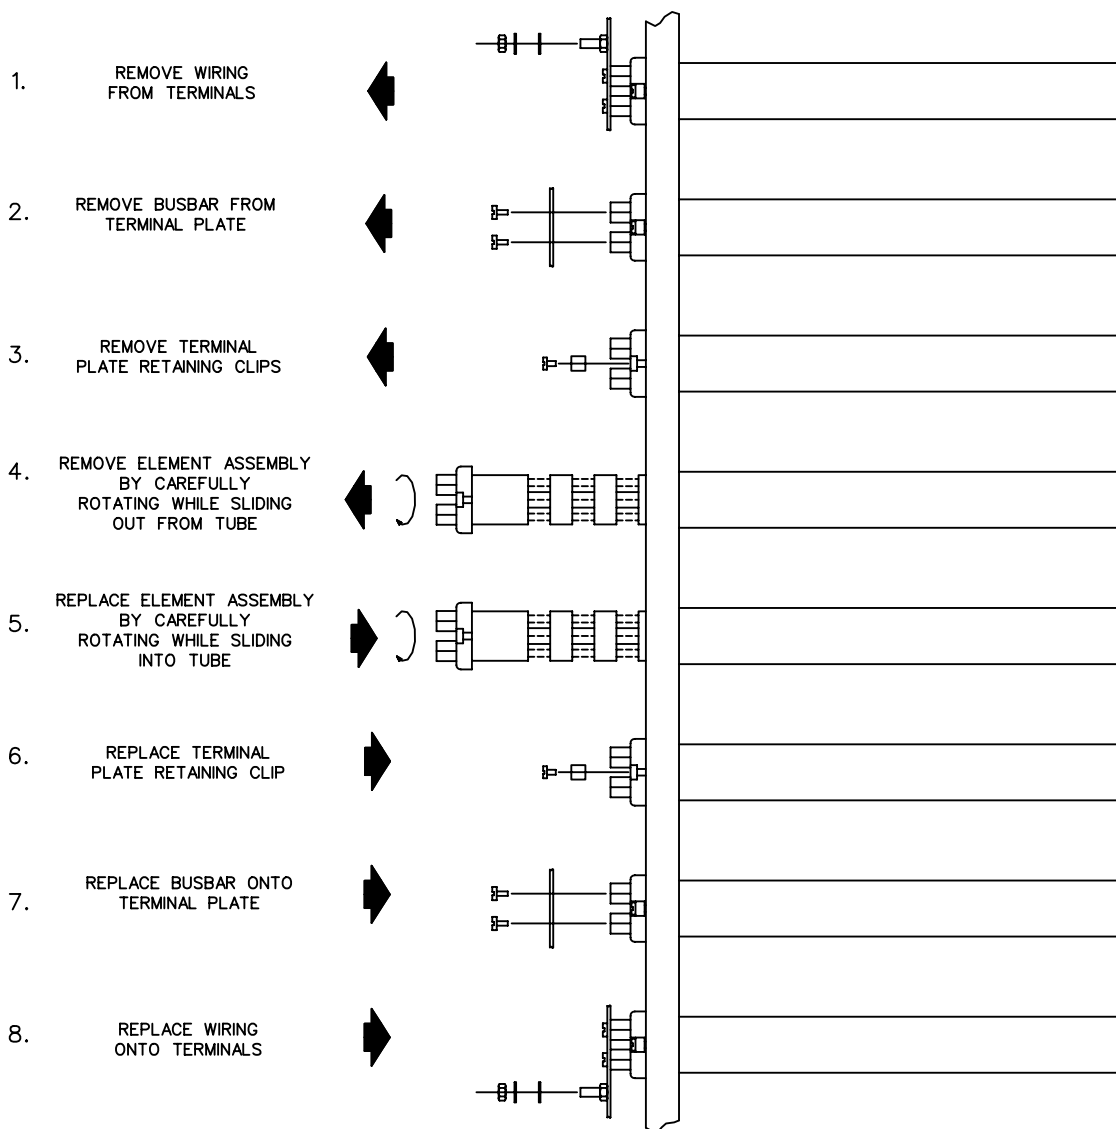 1.
REMOVE WIRING
FROM TERMINALS
2.
REMOVE BUSBAR FROM
TERMINAL PLATE
3.
REMOVE TERMINAL
PLATE RETAINING CLIPS
4.
REMOVE ELEMENT ASSEMBLY
BY CAREFULLY
ROTATING WHILE SLIDING
OUT FROM TUBE
5.
REPLACE ELEMENT ASSEMBLY
BY CAREFULLY
ROTATING WHILE SLIDING
INTO TUBE
6.
REPLACE TERMINAL
PLATE RETAINING CLIP
7.
REPLACE BUSBAR ONTO
TERMINAL PLATE
8.
REPLACE WIRING
ONTO TERMINALS